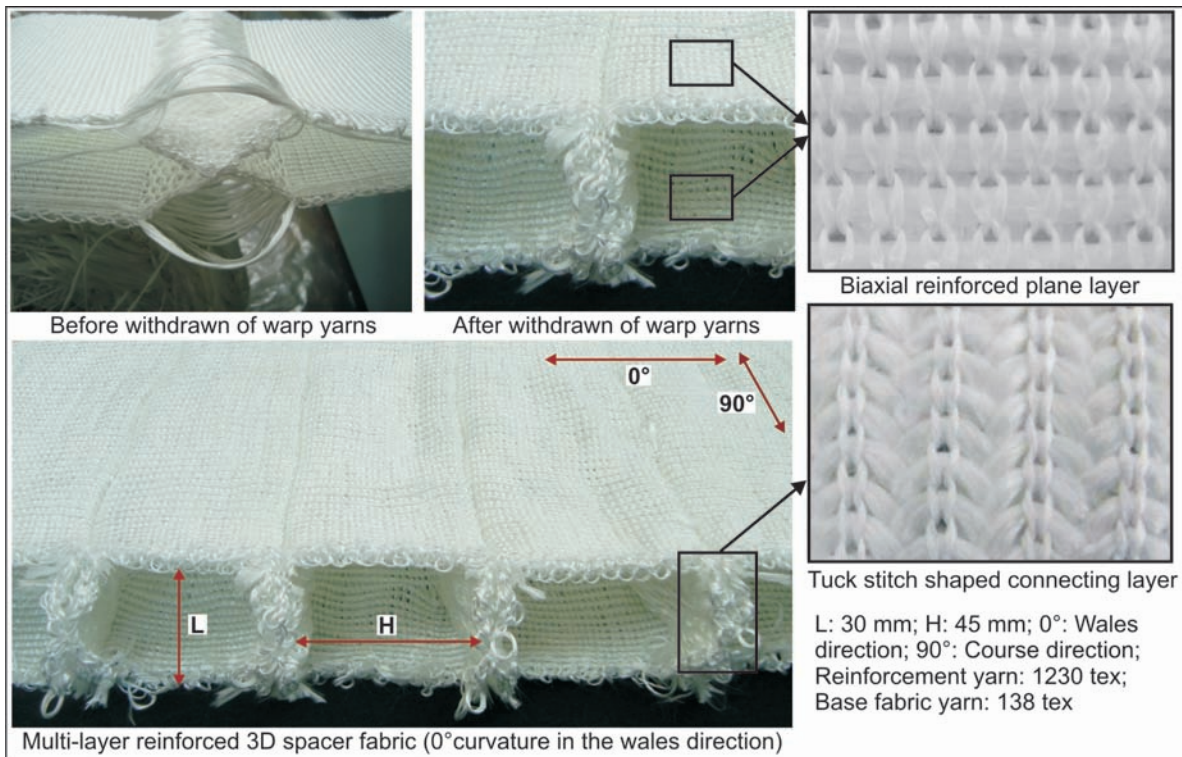 Before withdrawn of warp yarns
After withdrawn of warp yarns
Biaxial reinforced plane layer
0°
90°
L
H
Tuck stitch shaped connecting layer
L: 30 mm; H: 45 mm; 0°: Wales
direction; 90°: Course direction;
Reinforcement yarn: 1230 tex;
Base fabric yarn: 138 tex
Multi-layer reinforced 3D spacer fabric (0°curvature in the wales direction)